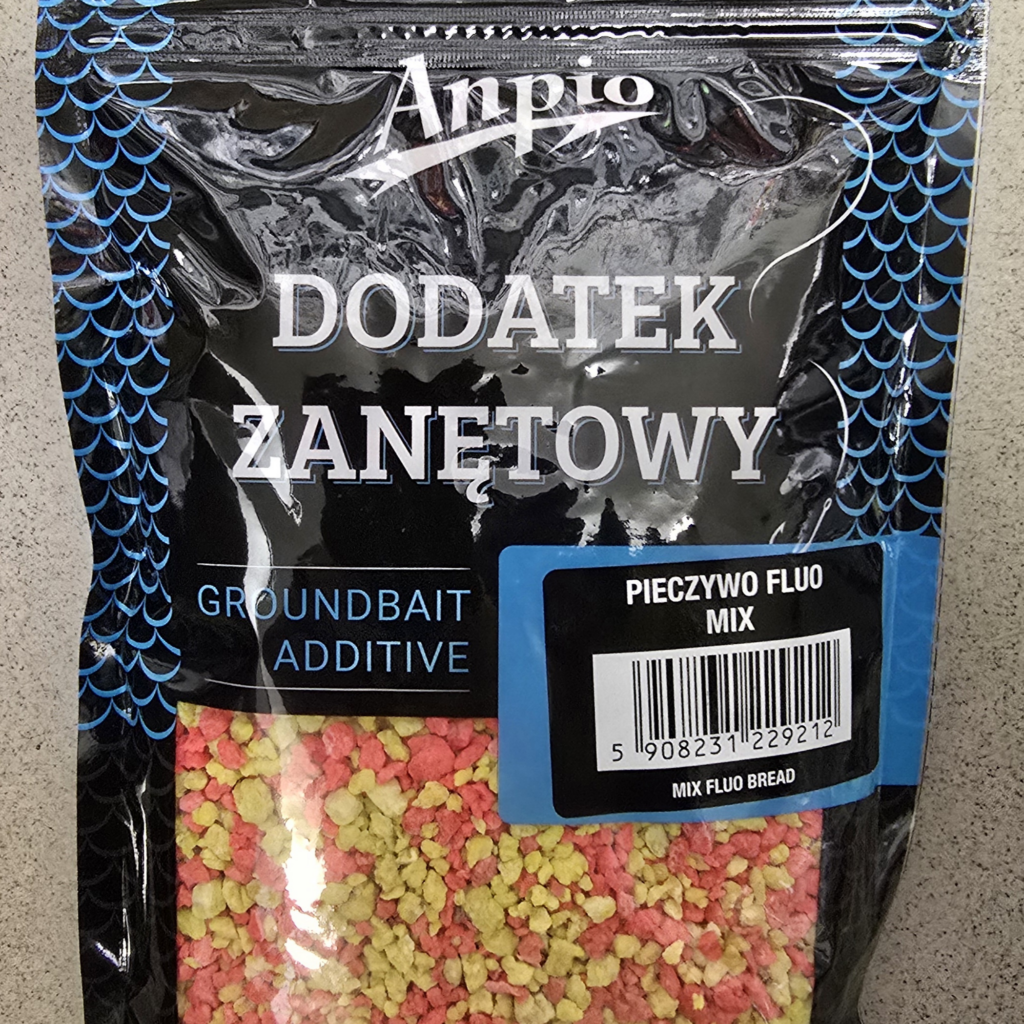 Anpio
DODATEK
ZANĘTOWY
GROUNDBAIT
ADDITIVE
PIECZYWO FLUO
MIX
5 908231 229212
MIX FLUO BREAD